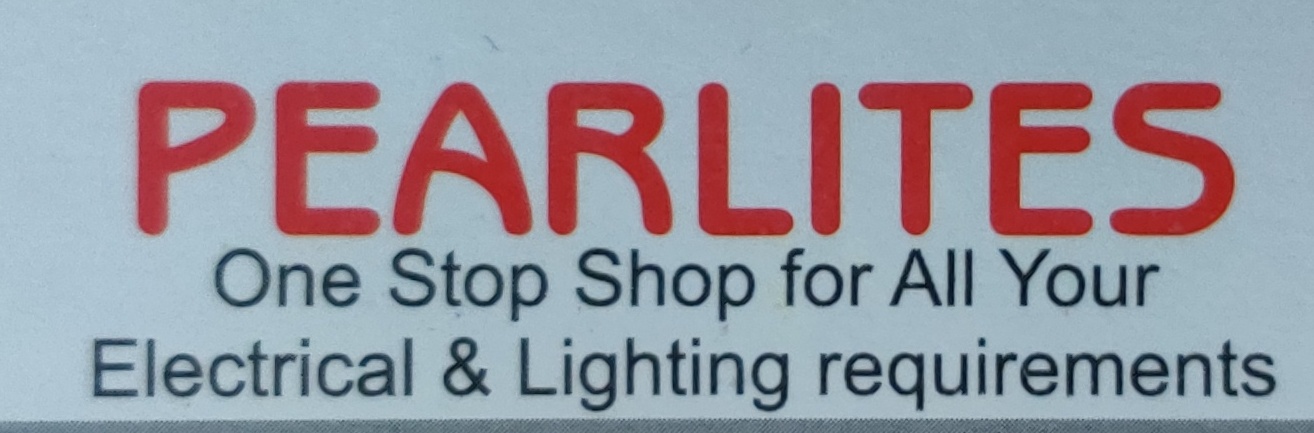 PEARLITES
One Stop Shop for All Your
Electrical & Lighting requirements